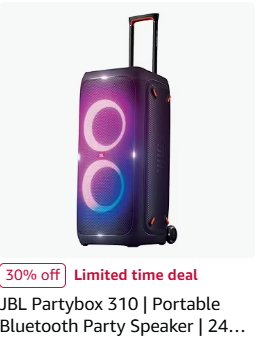 30% off Limited time deal
JBL Partybox 310 | Portable
Bluetooth Party Speaker | 24...